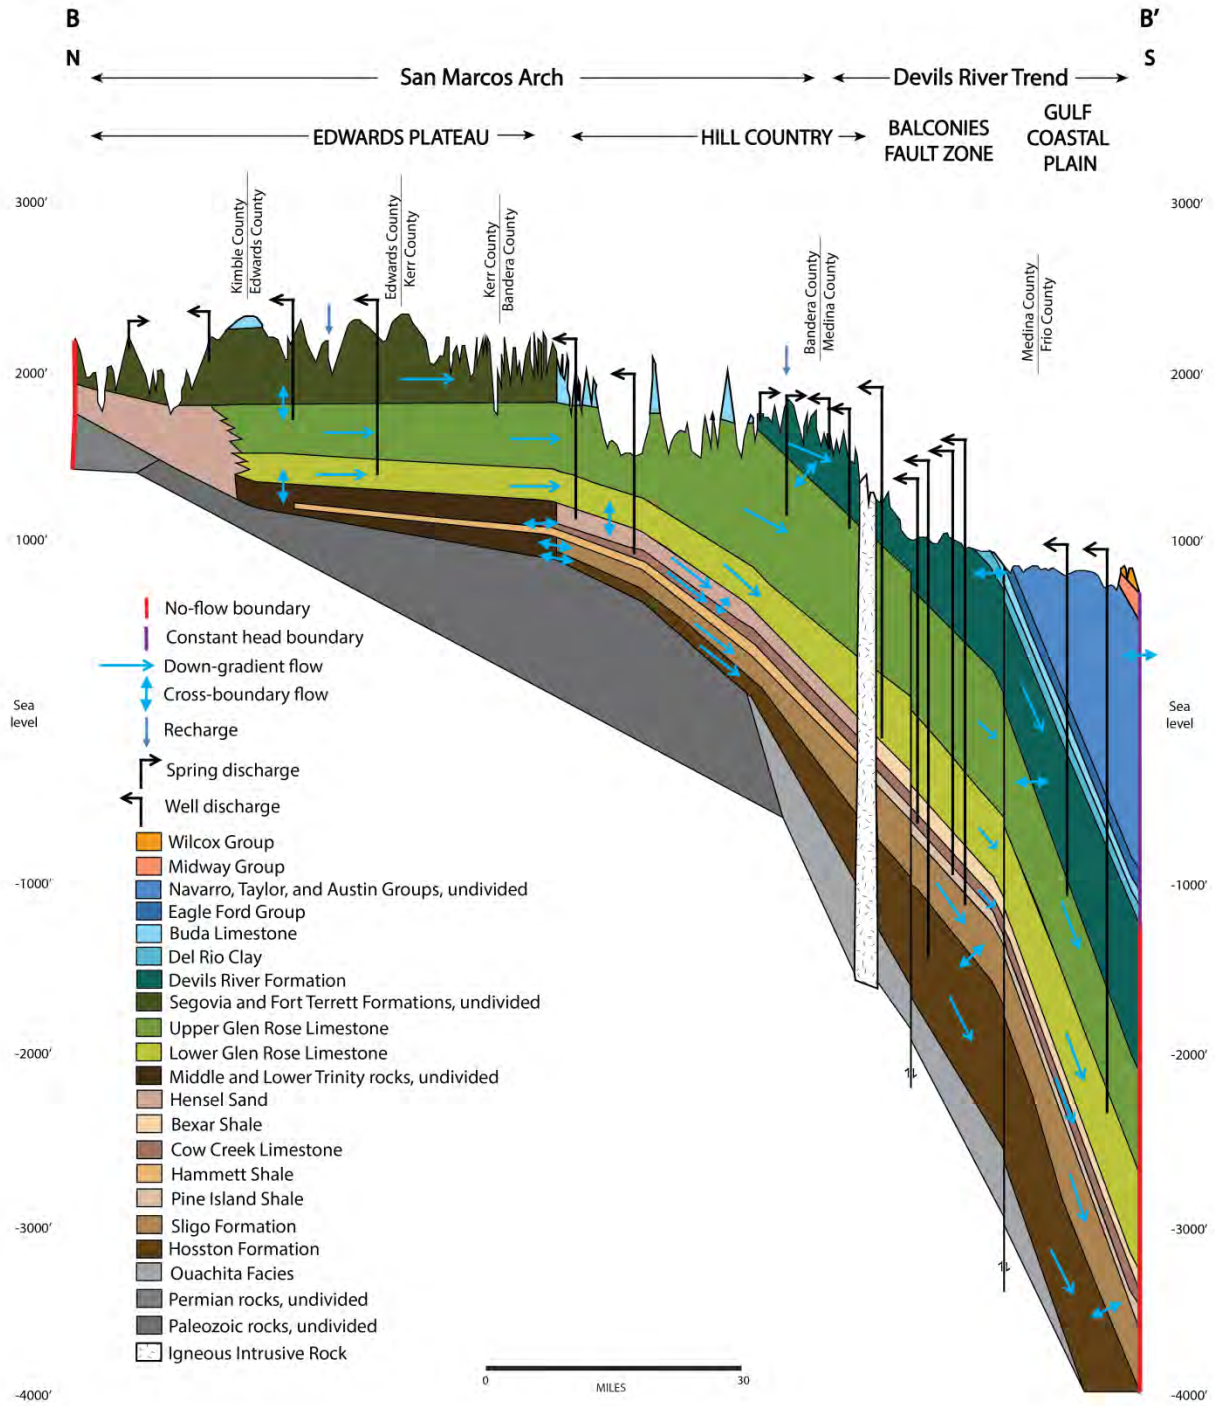 B
B′
N
S
San Marcos Arch
Devils River Trend
EDWARDS PLATEAU
HILL COUNTRY
BALCONIES
FAULT ZONE
GULF
COASTAL
PLAIN
3000′
3000′
Kimble County
Edwards County
Edwards County
Kerr County
Kerr County
Bandera County
Bandera County
Medina County
Medina County
Frio County
2000′
2000′
1000′
1000′
No-flow boundary
Constant head boundary
Down-gradient flow
Cross-boundary flow
Sea
level
Sea
level
Recharge
Spring discharge
Well discharge
Wilcox Group
Midway Group
-1000′
-1000′
Navarro, Taylor, and Austin Groups, undivided
Eagle Ford Group
Buda Limestone
Del Rio Clay
Devils River Formation
Segovia and Fort Terrett Formations, undivided
Upper Glen Rose Limestone
-2000′
-2000′
Lower Glen Rose Limestone
Middle and Lower Trinity rocks, undivided
Hensel Sand
Bexar Shale
Cow Creek Limestone
Hammett Shale
Pine Island Shale
-3000′
-3000′
Sligo Formation
Hosston Formation
Ouachita Facies
Permian rocks, undivided
Paleozoic rocks, undivided
Igneous Intrusive Rock
0
30
MILES
-4000′
-4000′